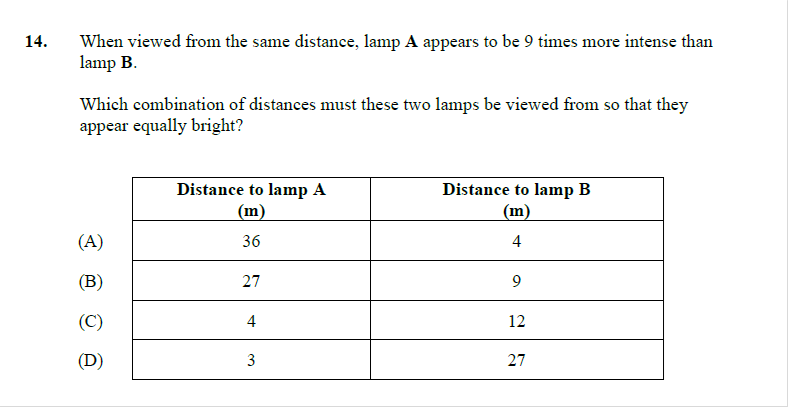 14. When viewed from the same distance, lamp A appears to be 9 times more intense than
lamp B.
Which combination of distances must these two lamps be viewed from so that they
appear equally bright?
Distance to lamp A Distance to lamp B
(m) (m)
(A) 36 4
(B) 27 9
(C) 4 12
(D) 3 27